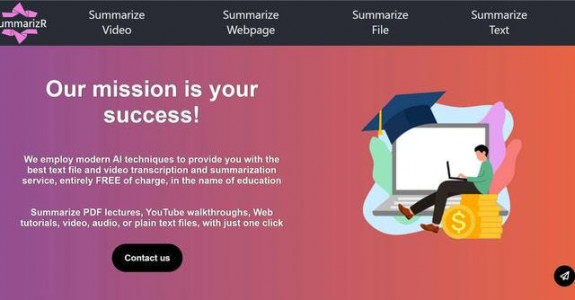 ummarizR
Summarize
Video
Summarize
Webpage
Summarize
File
Summarize
Text
Our mission is your
success!
We employ modern AI techniques to provide you with the
best text file and video transcription and summarization
service, entirely FREE of charge, in the name of education
Summarize PDF lectures, YouTube walkthroughs, Web
tutorials, video, audio, or plain text files, with just one click
Contact us
$